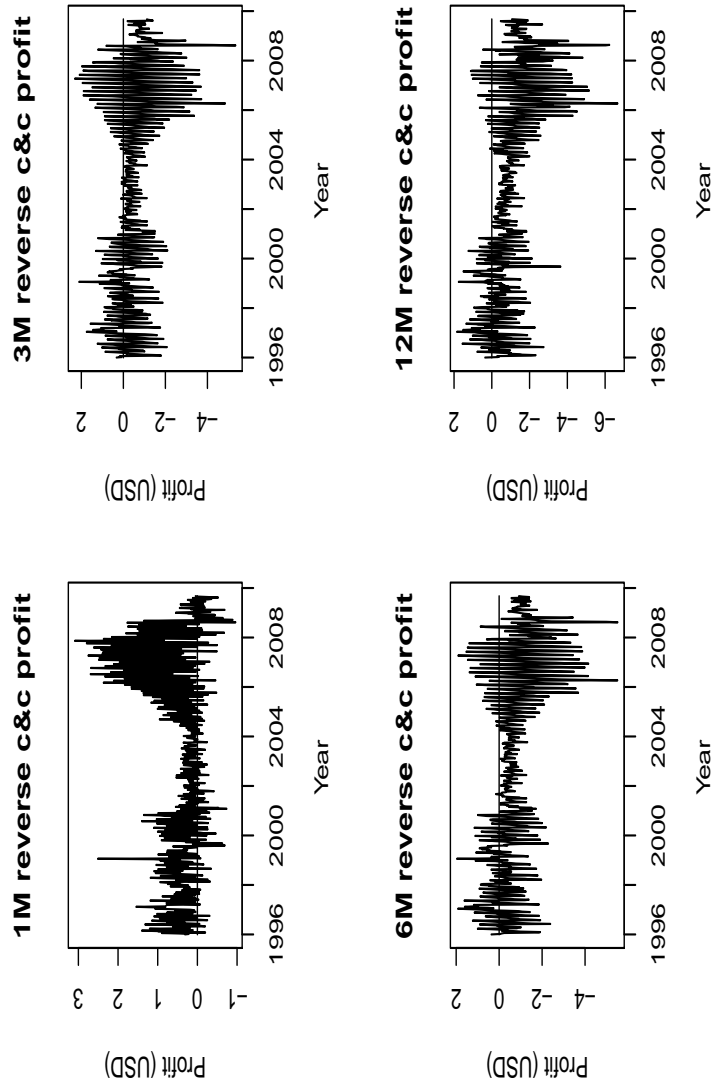 1M reverse c&c profit
Profit (USD)
3 2 1 0 −1
1996 2000 2004 2008
Year
3M reverse c&c profit
Profit (USD)
2 0 −2 −4
1996 2000 2004 2008
Year
6M reverse c&c profit
Profit (USD)
2 0 −2 −4
1996 2000 2004 2008
Year
12M reverse c&c profit
Profit (USD)
2 0 −2 −4 −6
1996 2000 2004 2008
Year